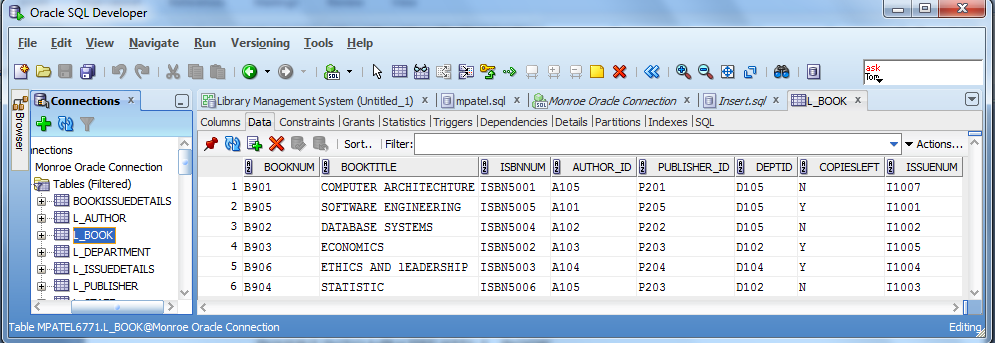 Oracle SQL Developer
File Edit View Navigate Run Versioning Tools Help
SQL
ask
Tom
Browser
Connections
Library Management System (Untitled_1) mpatel.sql Monroe Oracle Connection Insert.sql L_BOOK
Columns Data Constraints Grants Statistics Triggers Dependencies Details Partitions Indexes SQL
Sort.. Filter: Actions...
nnections
Monroe Oracle Connection
Tables (Filtered)
BOOKISSUEDETAILS
L_AUTHOR
L_BOOK
L_DEPARTMENT
L_ISSUEDETAILS
L_PUBLISHER
BOOKNUM BOOKTITLE ISBNNUM AUTHOR_ID PUBLISHER_ID DEPTID COPIESLEFT ISSUENUM
1 B901 COMPUTER ARCHITECHTURE ISBN5001 A105 P201 D105 N I1007
2 B905 SOFTWARE ENGINEERING ISBN5005 A101 P205 D105 Y I1001
3 B902 DATABASE SYSTEMS ISBN5004 A102 P202 D105 N I1002
4 B903 ECONOMICS ISBN5002 A103 P203 D102 Y I1005
5 B906 ETHICS AND lEADERSHIP ISBN5003 A104 P204 D104 Y I1004
6 B904 STATISTIC ISBN5006 A105 P203 D102 N I1003
Table MPATEL6771.L_BOOK@Monroe Oracle Connection Editing